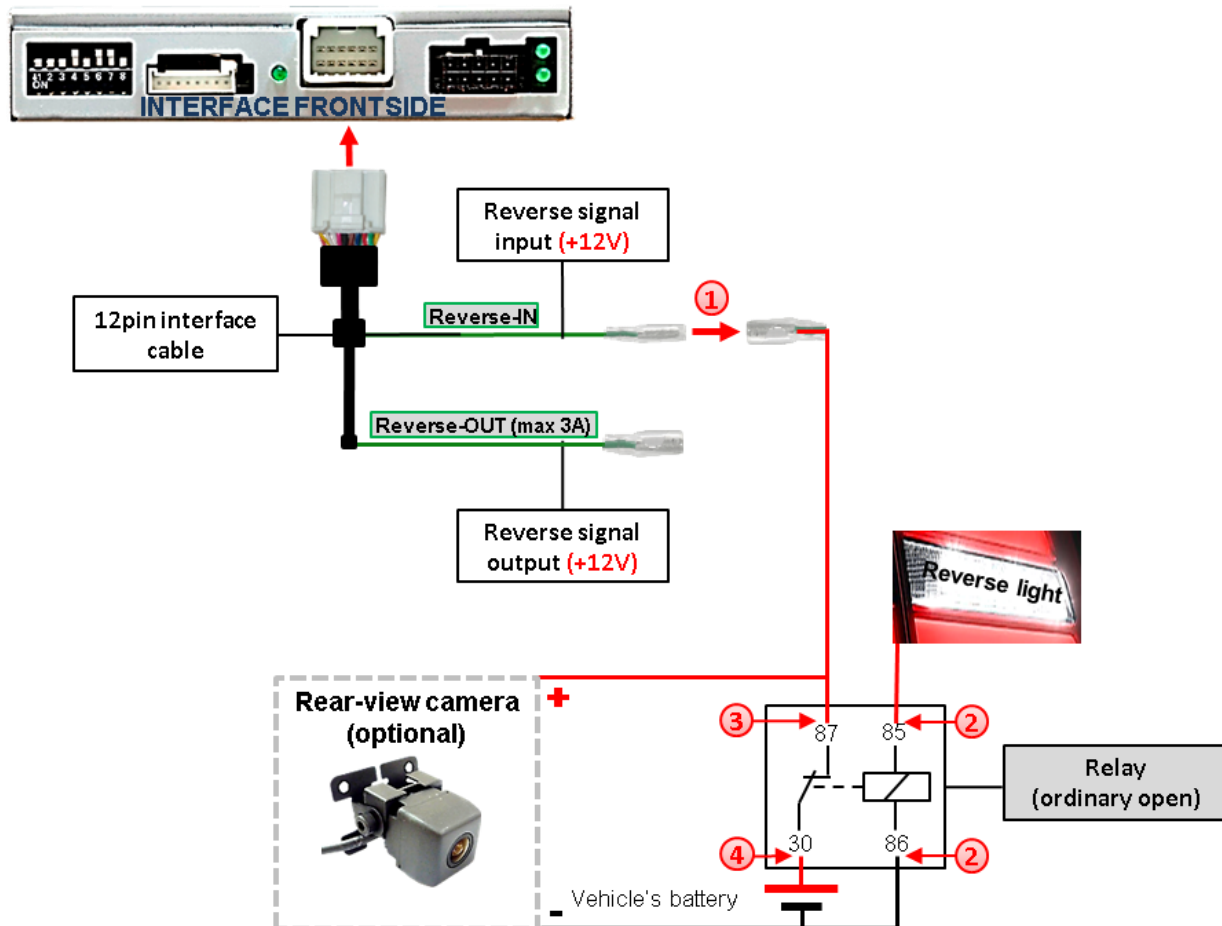 41 2 3 4 5 6 7 8
ON
INTERFACE FRONTSIDE
Reverse signal
input (+12V)
12pin interface
cable
Reverse-IN
1
Reverse-OUT (max 3A)
Reverse signal
output (+12V)
Reverse light
Rear-view camera
(optional)
+
3
87
85
2
Relay
(ordinary open)
4
30
86
2
-
Vehicle's battery